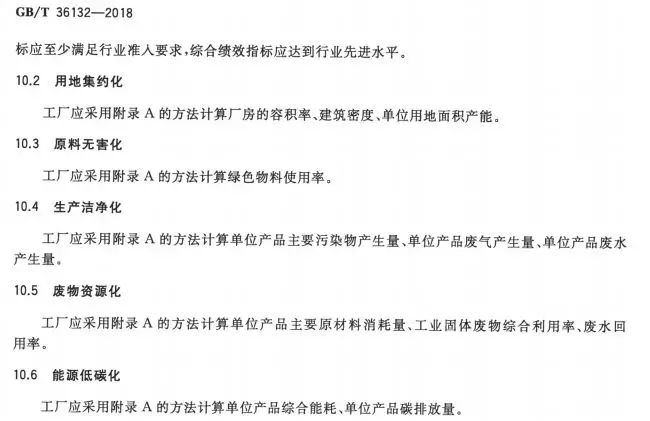 GB/T 36132—2018
标应至少满足行业准入要求,综合绩效指标应达到行业先进水平。
10.2 用地集约化
工厂应采用附录 A 的方法计算厂房的容积率、建筑密度、单位用地面积产能。
10.3 原料无害化
工厂应采用附录 A 的方法计算绿色物料使用率。
10.4 生产洁净化
工厂应采用附录 A 的方法计算单位产品主要污染物产生量、单位产品废气产生量、单位产品废水
产生量。
10.5 废物资源化
工厂应采用附录 A 的方法计算单位产品主要原材料消耗量、工业固体废物综合利用率、废水回
用率。
10.6 能源低碳化
工厂应采用附录 A 的方法计算单位产品综合能耗、单位产品碳排放量。